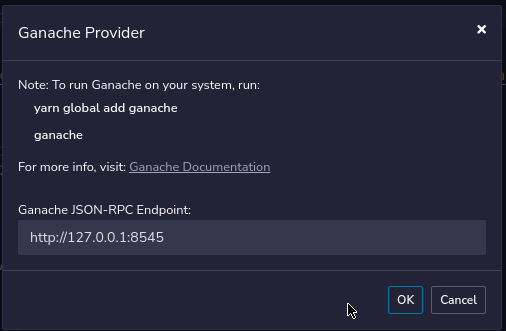 Ganache Provider
Note: To run Ganache on your system, run:
yarn global add ganache
ganache
For more info, visit: Ganache Documentation
Ganache JSON-RPC Endpoint:
http://127.0.0.1:8545
OK Cancel